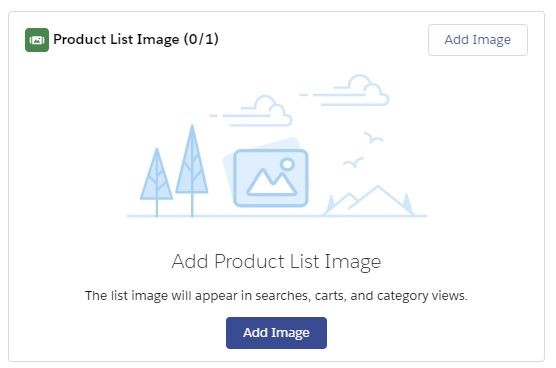 Product List Image (0/1)
Add Image
Add Product List Image
The list image will appear in searches, carts, and category views.
Add Image